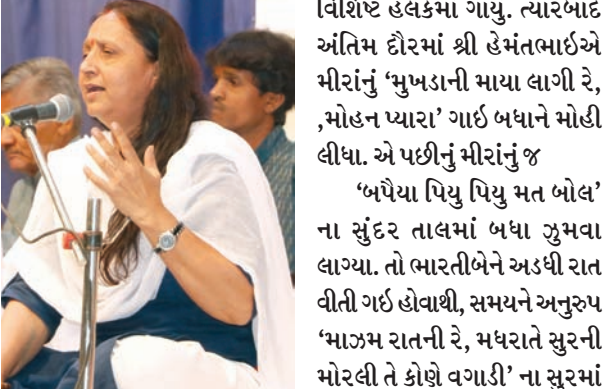 વિશિષ્ટ હલકમાં ગાયુ. ત્યારબાદ
અંતિમ દૌરમાં શ્રી હેમંતભાઇએ
મીરાંનું ‘મુખડાની માયા લાગી રે,
,મોહન પ્યારા’ ગાઇ બધાને મોહી
લીધા. એ પછીનું મીરાંનું જ
‘બપૈયા પિયુ પિયુ મત બોલ’
ના સુંદર તાલમાં બધા ઝુમવા
લાગ્યા. તો ભારતીબેને અડધી રાત
વીતી ગઇ હોવાથી, સમયને અનુરુપ
‘માઝમ રાતની રે, મધરાતે સુરની
મોરલી તે કોણે વગાડી’ ના સુરમાં